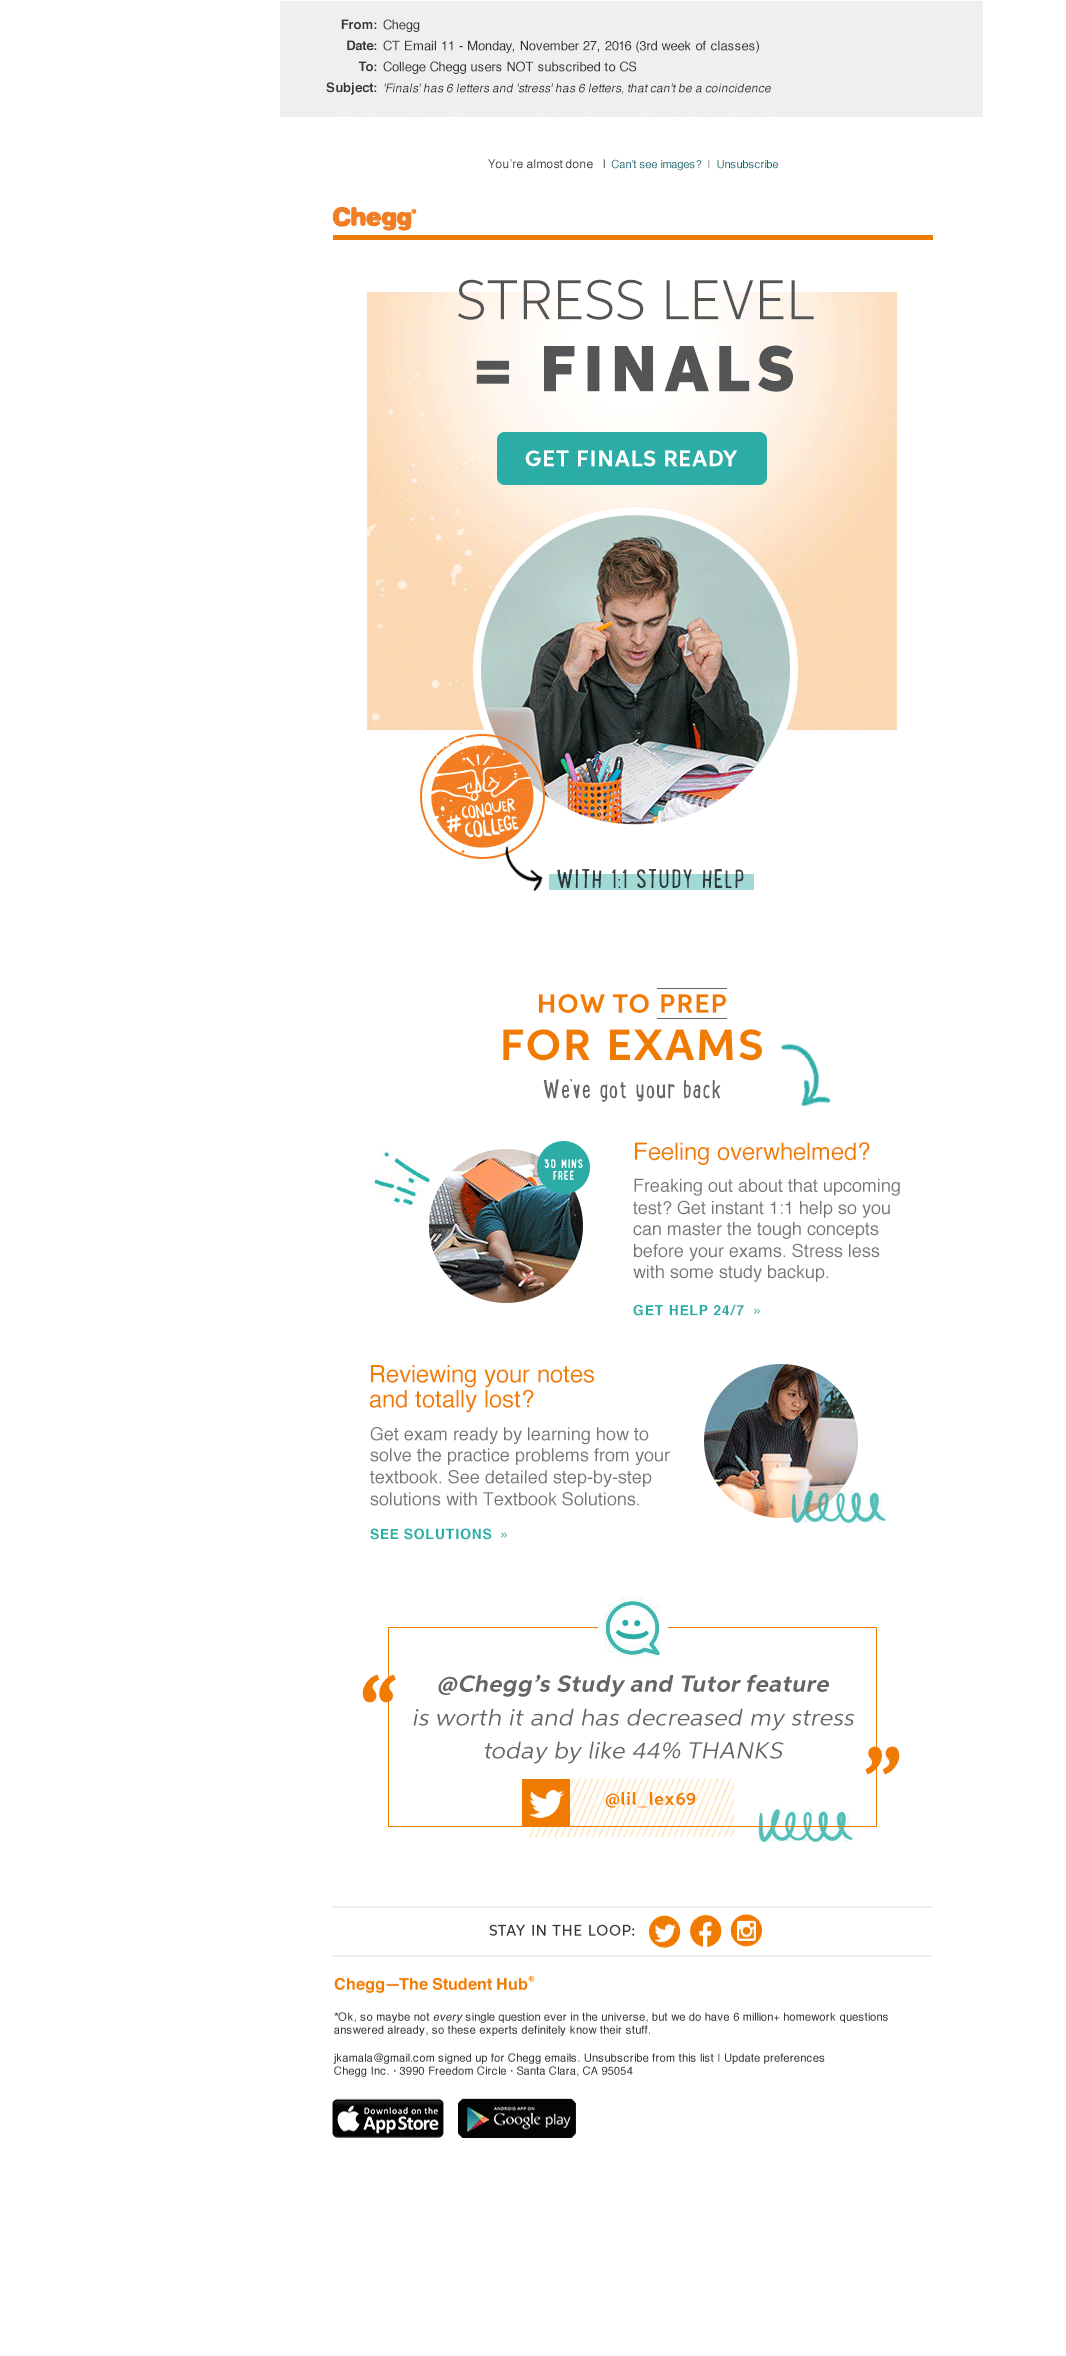 From: Chegg
Date: CT Email 11 - Monday, November 27, 2016 (3rd week of classes)
To: College Chegg users NOT subscribed to CS
Subject: 'Finals' has 6 letters and 'stress' has 6 letters, that can't be a coincidence
You're almost done | Can't see images? | Unsubscribe
Chegg®
STRESS LEVEL
= FINALS
GET FINALS READY
#CONQUER
COLLEGE
WITH 1:1 STUDY HELP
HOW TO PREP
FOR EXAMS
We've got your back
30 MINS
FREE
Feeling overwhelmed?
Freaking out about that upcoming
test? Get instant 1:1 help so you
can master the tough concepts
before your exams. Stress less
with some study backup.
GET HELP 24/7 »
Reviewing your notes
and totally lost?
Get exam ready by learning how to
solve the practice problems from your
textbook. See detailed step-by-step
solutions with Textbook Solutions.
SEE SOLUTIONS »
“@Chegg’s Study and Tutor feature
is worth it and has decreased my stress
today by like 44% THANKS”
@lil_lex69
STAY IN THE LOOP:
Chegg—The Student Hub®
*Ok, so maybe not every single question ever in the universe, but we do have 6 million+ homework questions
answered already, so these experts definitely know their stuff.
jkamala@gmail.com signed up for Chegg emails. Unsubscribe from this list | Update preferences
Chegg Inc. · 3990 Freedom Circle · Santa Clara, CA 95054
Download on the
App Store
ANDROID APP ON
Google play